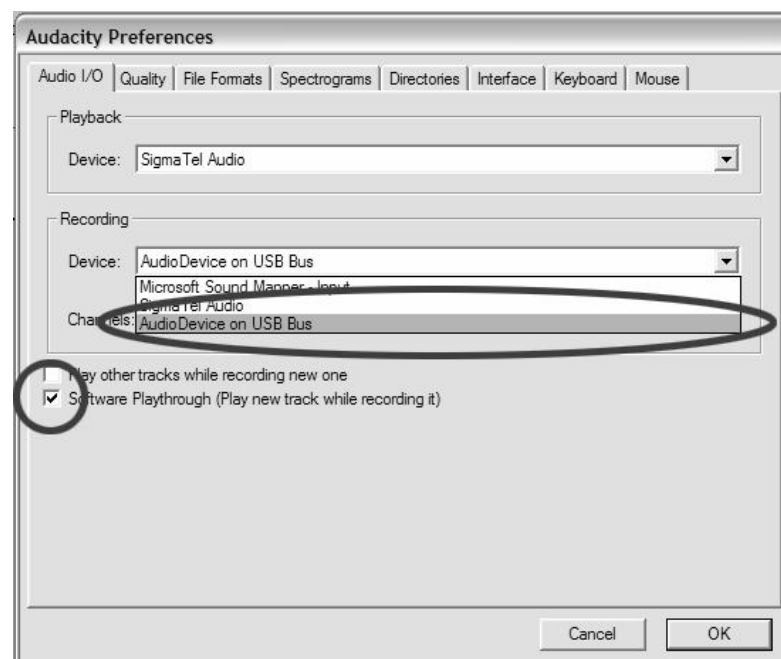 Audacity Preferences
Audio I/O Quality File Formats Spectrograms Directories Interface Keyboard Mouse
Playback
Device: SigmaTel Audio
Recording
Device: AudioDevice on USB Bus
Microsoft Sound Mapper - Input
SigmaTel Audio
Channels: AudioDevice on USB Bus
Play other tracks while recording new one
Software Playthrough (Play new track while recording it)
Cancel OK